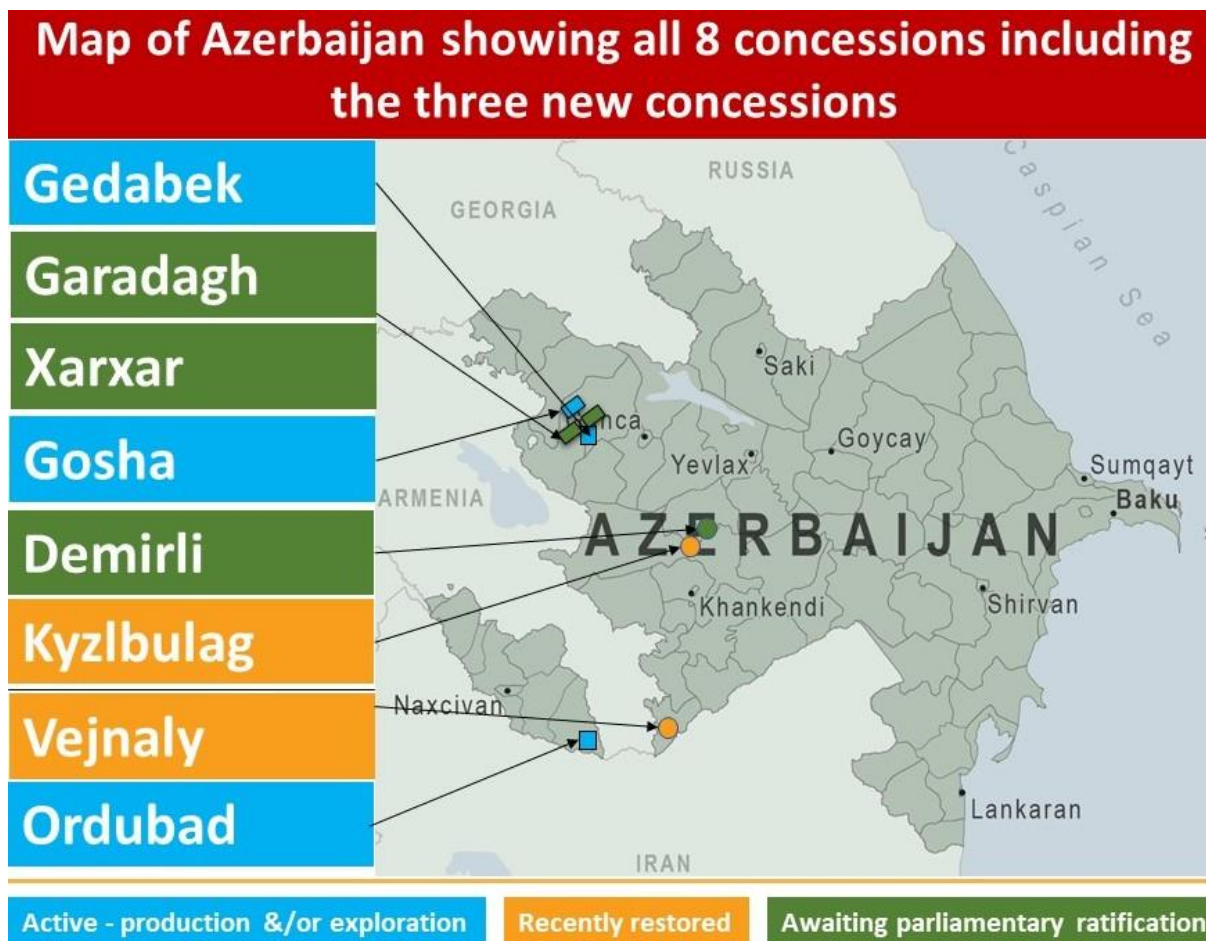 Map of Azerbaijan showing all 8 concessions including
the three new concessions
Gedabek
Garadagh
Xarxar
Gosha
Demirli
Kyzlbulag
Vejnaly
Ordubad
Caspian Sea
RUSSIA
GEORGIA
Saki
Goycay
Yevlax
Sumqayt
Baku
ARMENIA
AZERBAIJAN
Khankendi
Shirvan
Naxcivan
Lankaran
IRAN
Active - production &/or exploration
Recently restored
Awaiting parliamentary ratification